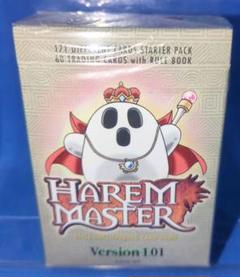 171 DIFFERENT CARDS STARTER PACK
60 TRADING CARDS with RULE BOOK
HAREM
MASTER
Version 1.01